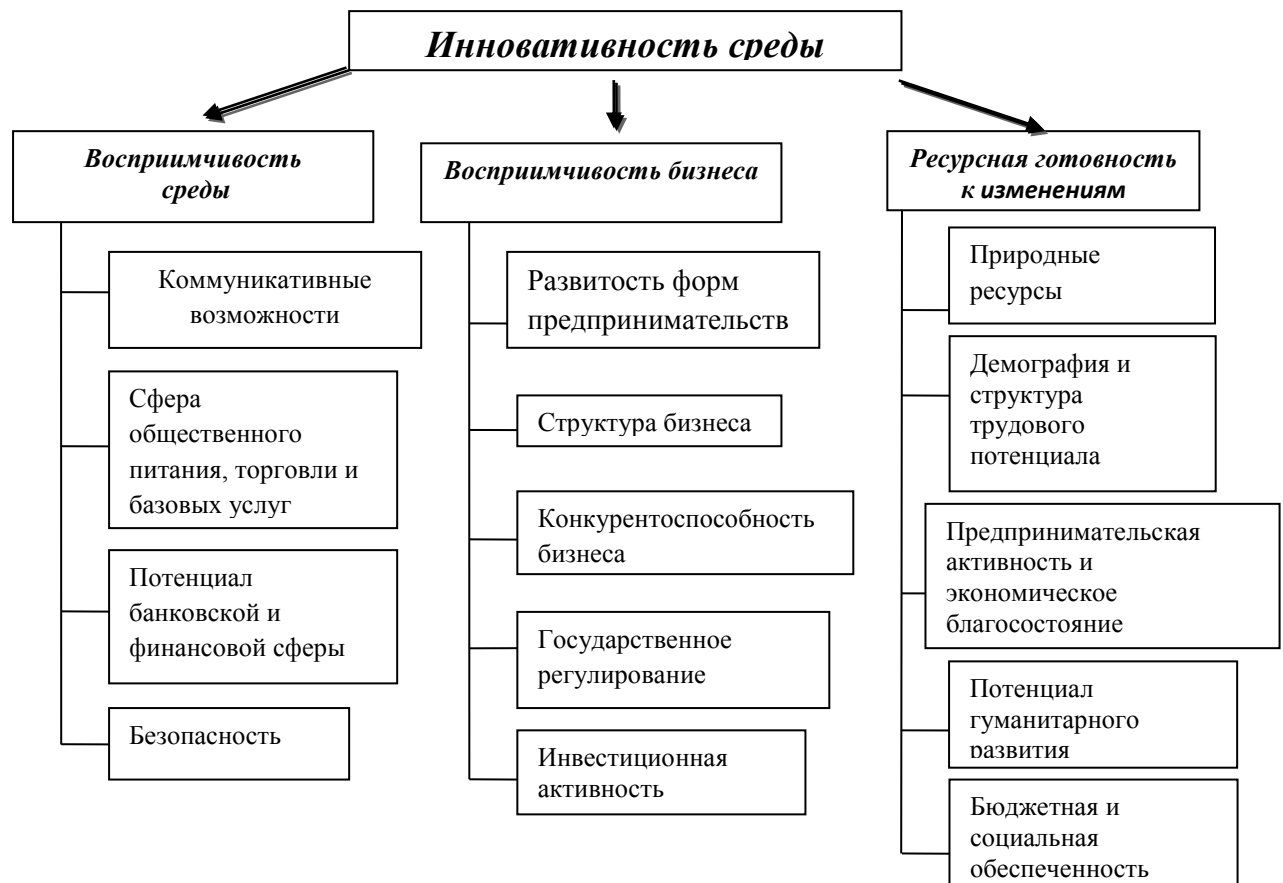 Инновативность среды
Восприимчивость
среды
Коммуникативные
возможности
Сфера
общественного
питания, торговли и
базовых услуг
Потенциал
банковской и
финансовой сферы
Безопасность
Восприимчивость бизнеса
Развитость форм
предпринимательств
Структура бизнеса
Конкурентоспособность
бизнеса
Государственное
регулирование
Инвестиционная
активность
Ресурсная готовность
к изменениям
Природные
ресурсы
Демография и
структура
трудового
потенциала
Предпринимательская
активность и
экономическое
благосостояние
Потенциал
гуманитарного
развития
Бюджетная и
социальная
обеспеченность